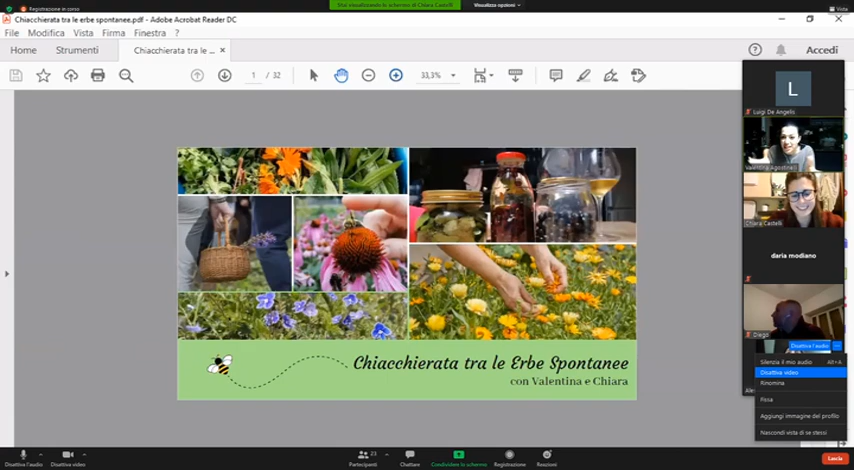 Registrazione in corso
Stai visualizzando lo schermo di Chiara Castelli
Visualizza opzioni
Vista
Chiacchierata tra le erbe spontanee.pdf - Adobe Acrobat Reader DC
File Modifica Vista Firma Finestra ?
Home Strumenti Chiacchierata tra le ... ×
Accedi
1 / 32
33,3%
L
Luigi De Angelis
Valentina Agostinelli
Chiara Castelli
daria modiano
Diego
Disattiva l'audio
Silenzia il mio audio Alt+A
Disattiva video
Rinomina
Fissa
Aggiungi immagine del profilo
Nascondi vista di se stessi
Chiacchierata tra le Erbe Spontanee
con Valentina e Chiara
Disattiva l'audio
Disattiva video
23
Partecipanti
Chattare
Condividere lo schermo
Registrazione
Reazioni
Lascia